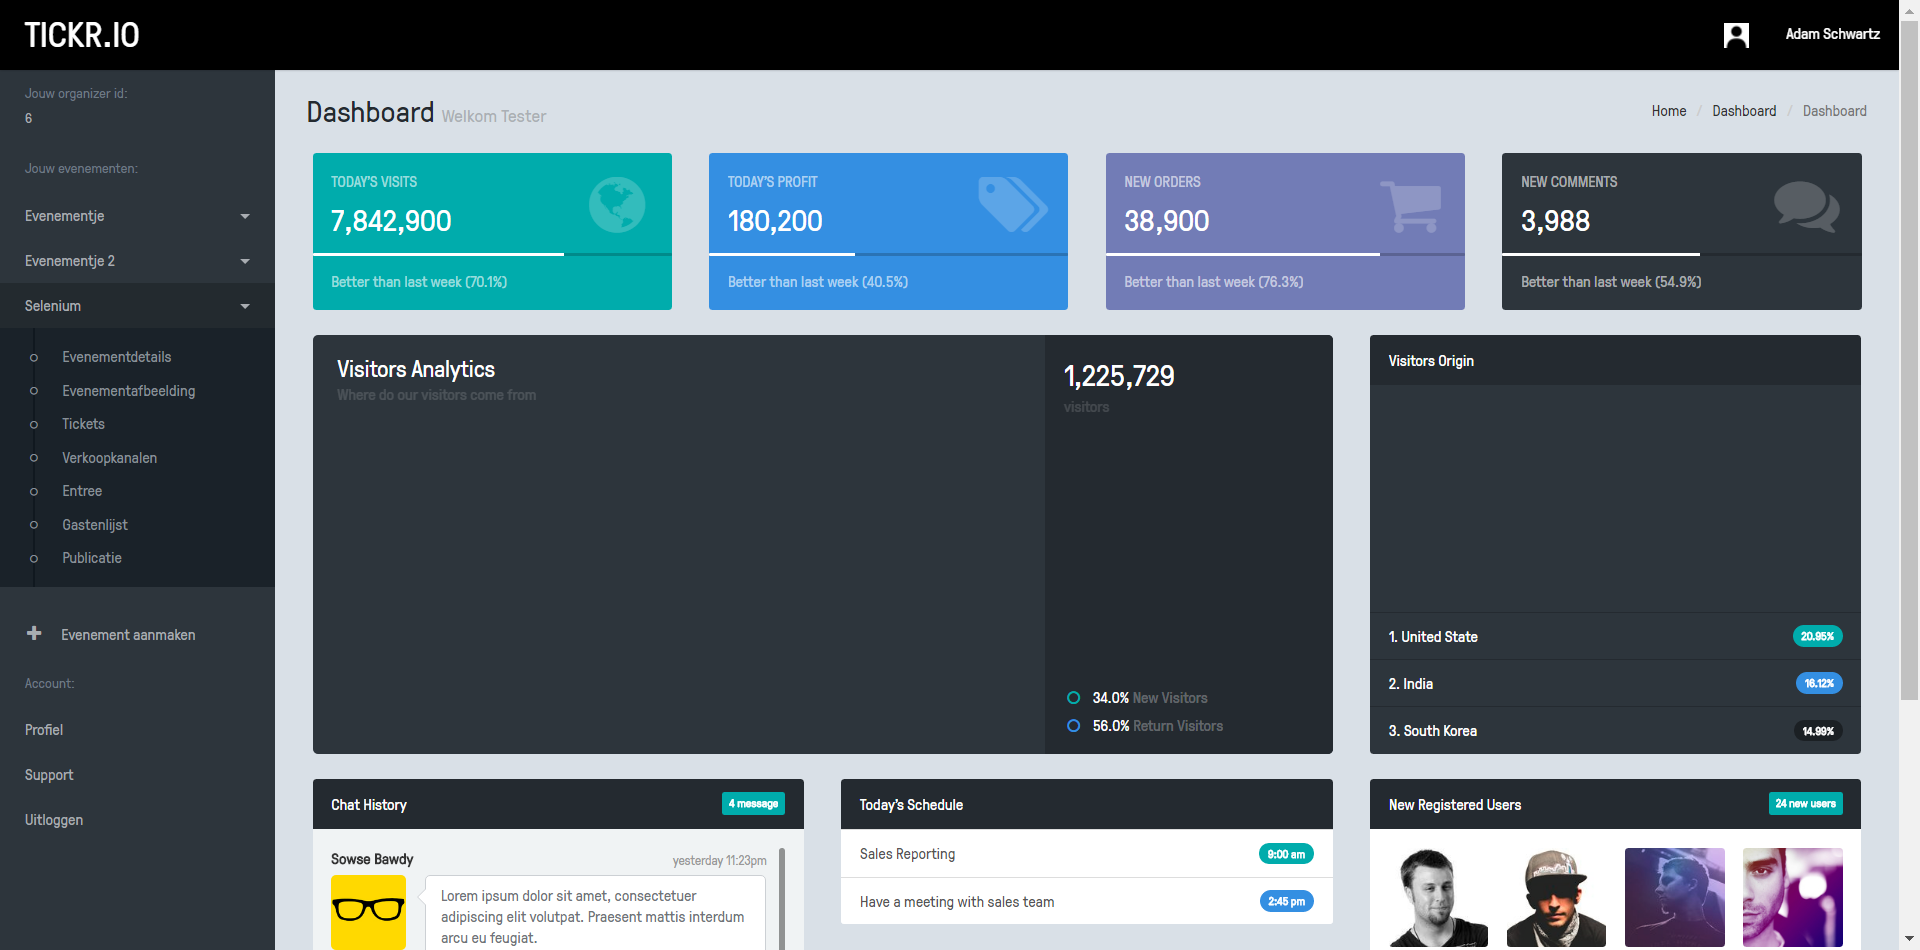 TICKR.IO
Adam Schwartz
Jouw organizer id:
6
Jouw evenementen:
Evenementje
Evenementje 2
Selenium
Evenementdetails
Evenementafbeelding
Tickets
Verkoopkanalen
Entree
Gastenlijst
Publicatie
Evenement aanmaken
Account:
Profiel
Support
Uitloggen
Dashboard Welkom Tester
Home / Dashboard / Dashboard
TODAY'S VISITS
7,842,900
Better than last week (70.1%)
TODAY'S PROFIT
180,200
Better than last week (40.5%)
NEW ORDERS
38,900
Better than last week (76.3%)
NEW COMMENTS
3,988
Better than last week (54.9%)
Visitors Analytics
Where do our visitors come from
1,225,729
visitors
34.0% New Visitors
56.0% Return Visitors
Visitors Origin
1. United State 20.95%
2. India 16.12%
3. South Korea 14.99%
Chat History 4 message
Sowse Bawdy yesterday 11:23pm
Lorem ipsum dolor sit amet, consectetuer
adipiscing elit volutpat. Praesent mattis interdum
arcu eu feugiat.
Today's Schedule
Sales Reporting 9:00 am
Have a meeting with sales team 2:45 pm
New Registered Users 24 new users